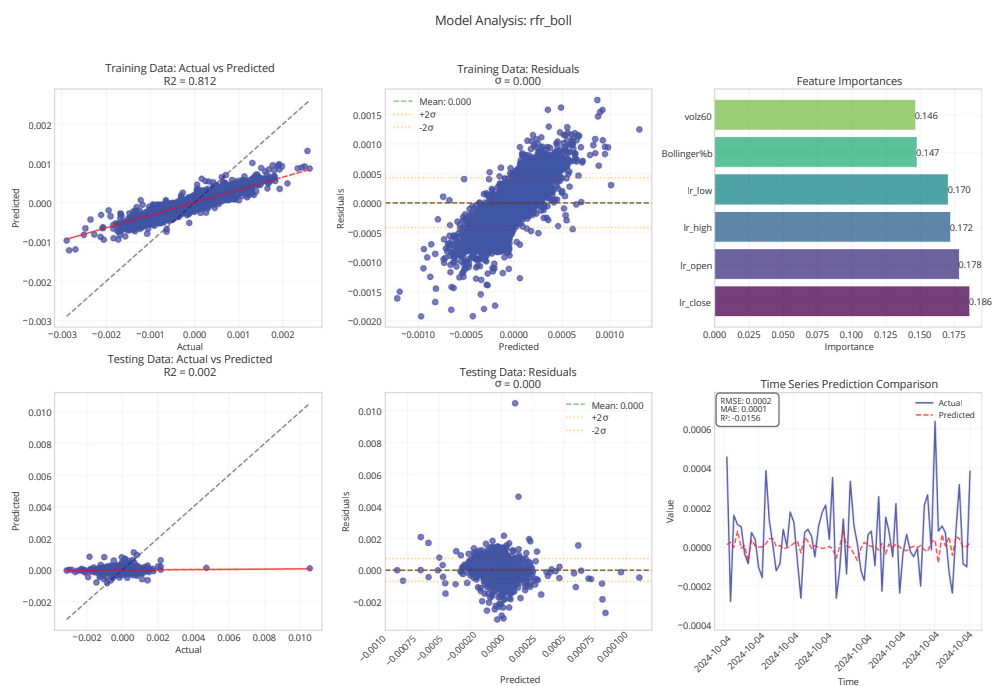 Model Analysis: rfr_boll
Training Data: Actual vs Predicted
R2 = 0.812
0.002
0.001
0.000
−0.001
−0.002
−0.003
Predicted
−0.003
−0.002
−0.001
0.000
0.001
0.002
Actual
Training Data: Residuals
σ = 0.000
Mean: 0.000
+2σ
-2σ
0.0015
0.0010
0.0005
0.0000
−0.0005
−0.0010
−0.0015
−0.0020
Residuals
−0.0010
−0.0005
0.0000
0.0005
0.0010
Predicted
Feature Importances
volz60
0.146
Bollinger%b
0.147
lr_low
0.170
lr_high
0.172
lr_open
0.178
lr_close
0.186
0.000
0.025
0.050
0.075
0.100
0.125
0.150
0.175
Importance
Testing Data: Actual vs Predicted
R2 = 0.002
0.010
0.008
0.006
0.004
0.002
0.000
−0.002
Predicted
−0.002
0.000
0.002
0.004
0.006
0.008
0.010
Actual
Testing Data: Residuals
σ = 0.000
Mean: 0.000
+2σ
-2σ
0.010
0.008
0.006
0.004
0.002
0.000
−0.002
Residuals
−0.0010
−0.00075
−0.00050
−0.00020
0.0000
0.00025
0.00050
0.00075
0.00100
Predicted
Time Series Prediction Comparison
RMSE: 0.0002
MAE: 0.0001
R²: -0.0156
Actual
Predicted
0.0006
0.0004
0.0002
0.0000
−0.0002
−0.0004
Value
2024-10-04
2024-10-04
2024-10-04
2024-10-04
2024-10-04
2024-10-04
2024-10-04
2024-10-04
Time